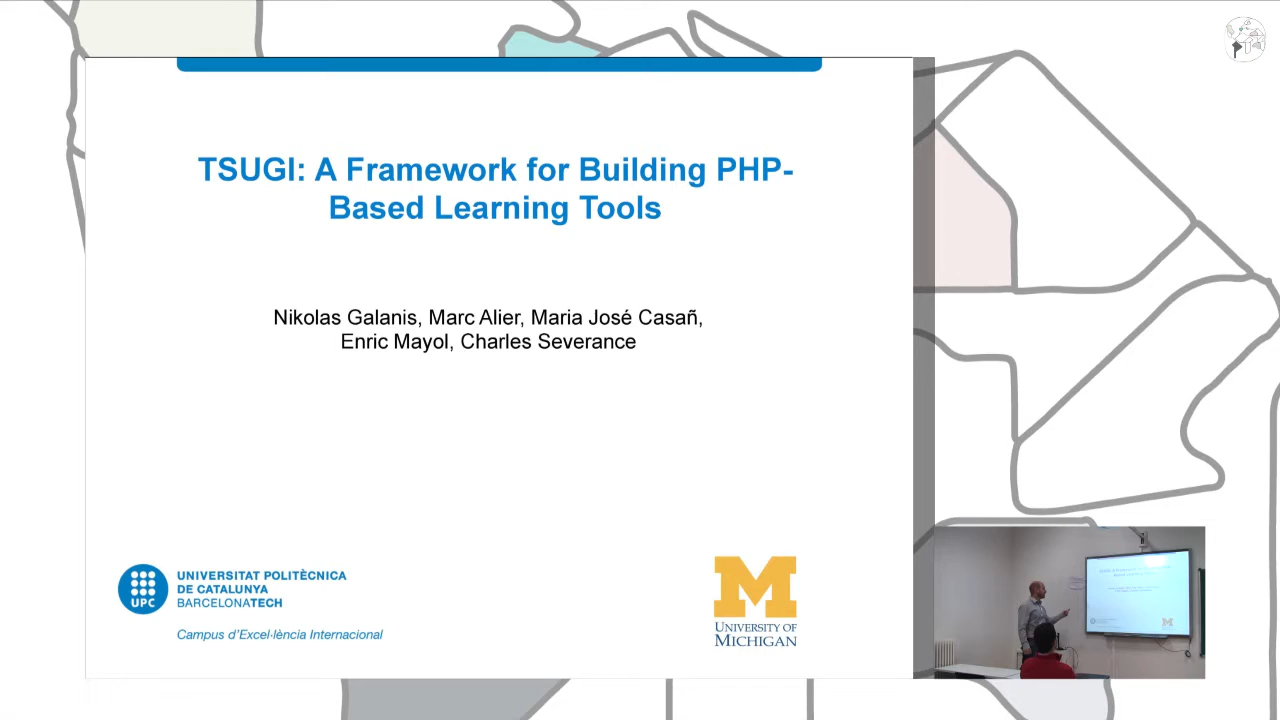 TSUGI: A Framework for Building PHP-
Based Learning Tools
Nikolas Galanis, Marc Alier, Maria José Casañ,
Enric Mayol, Charles Severance
UPC
UNIVERSITAT POLITÈCNICA
DE CATALUNYA
BARCELONATECH
Campus d'Excel·lència Internacional
M
UNIVERSITY OF
MICHIGAN